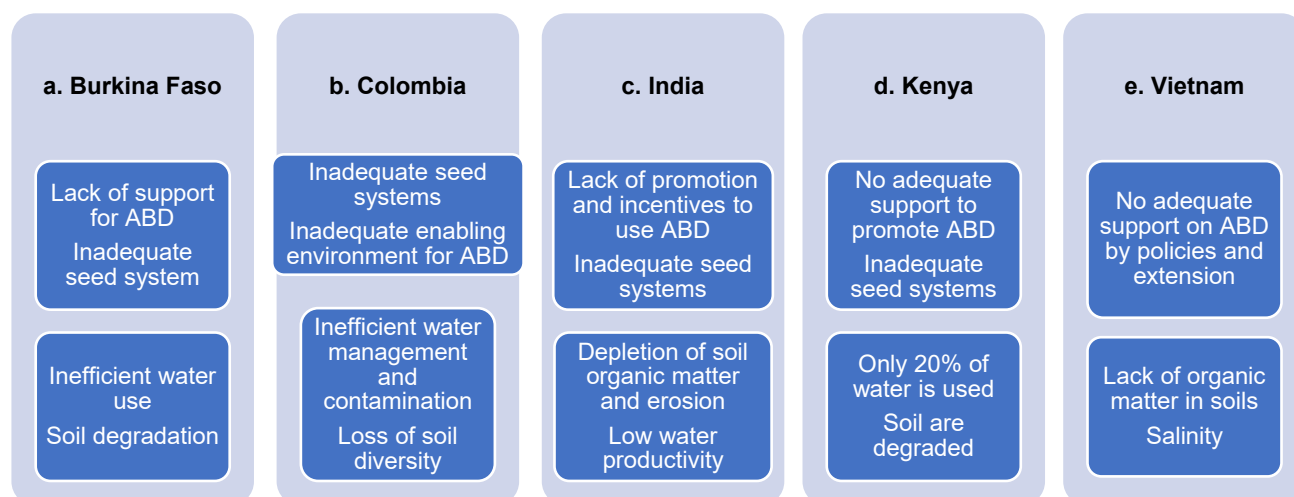 a. Burkina Faso
Lack of support
for ABD
Inadequate
seed system
Inefficient water
use
Soil degradation
b. Colombia
Inadequate seed
systems
Inadequate enabling
environment for ABD
Inefficient water
management
and
contamination
Loss of soil
diversity
c. India
Lack of promotion
and incentives to
use ABD
Inadequate seed
systems
Depletion of soil
organic matter
and erosion
Low water
productivity
d. Kenya
No adequate
support to
promote ABD
Inadequate
seed systems
Only 20% of
water is used
Soil are
degraded
e. Vietnam
No adequate
support on ABD
by policies and
extension
Lack of organic
matter in soils
Salinity